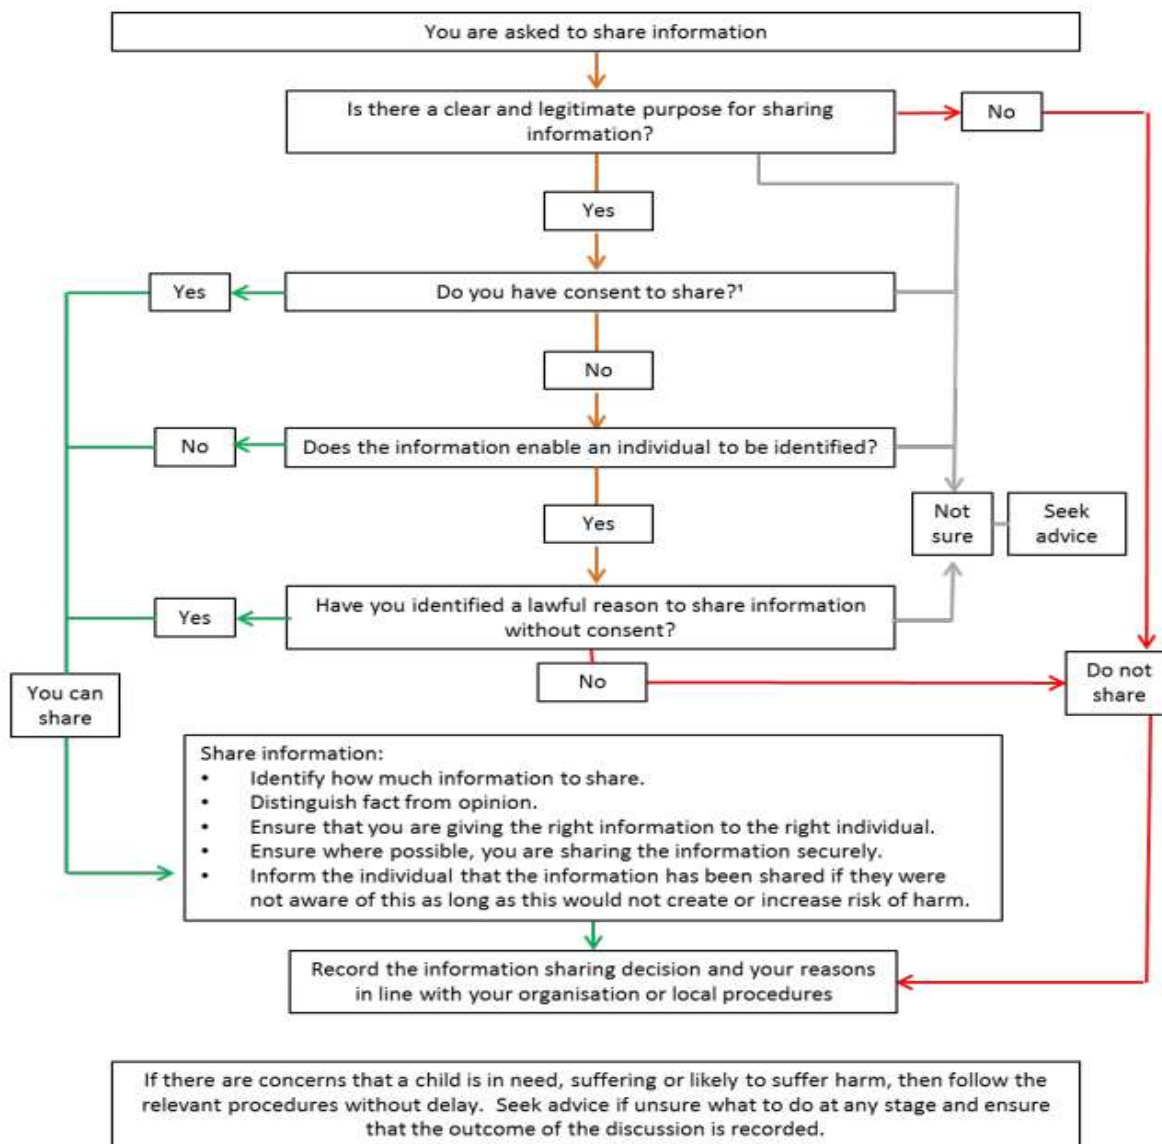 You are asked to share information
Is there a clear and legitimate purpose for sharing
information?
No
Yes
Yes
Do you have consent to share?¹
No
No
Does the information enable an individual to be identified?
Yes
Not
sure
Seek
advice
Yes
Have you identified a lawful reason to share information
without consent?
No
You can
share
Do not
share
Share information:
• Identify how much information to share.
• Distinguish fact from opinion.
• Ensure that you are giving the right information to the right individual.
• Ensure where possible, you are sharing the information securely.
• Inform the individual that the information has been shared if they were
not aware of this as long as this would not create or increase risk of harm.
Record the information sharing decision and your reasons
in line with your organisation or local procedures
If there are concerns that a child is in need, suffering or likely to suffer harm, then follow the
relevant procedures without delay. Seek advice if unsure what to do at any stage and ensure
that the outcome of the discussion is recorded.